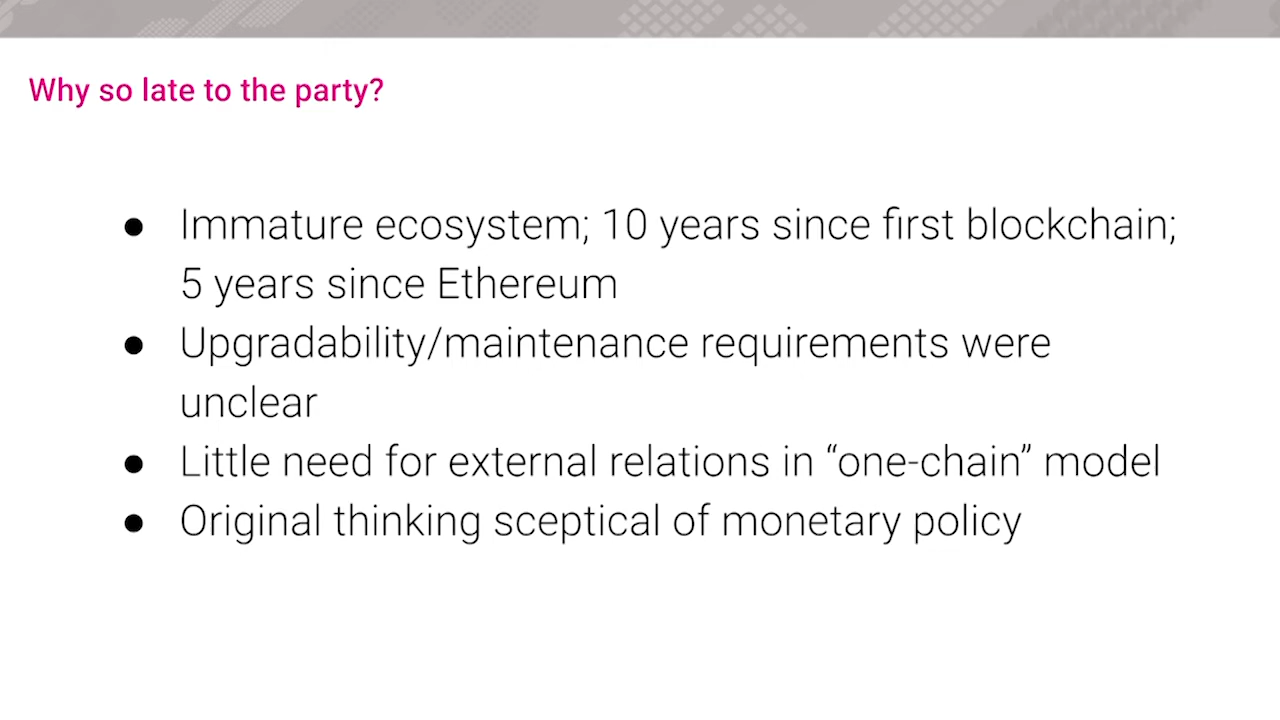 Why so late to the party?
● Immature ecosystem; 10 years since first blockchain;
5 years since Ethereum
● Upgradability/maintenance requirements were
unclear
● Little need for external relations in “one-chain” model
● Original thinking sceptical of monetary policy